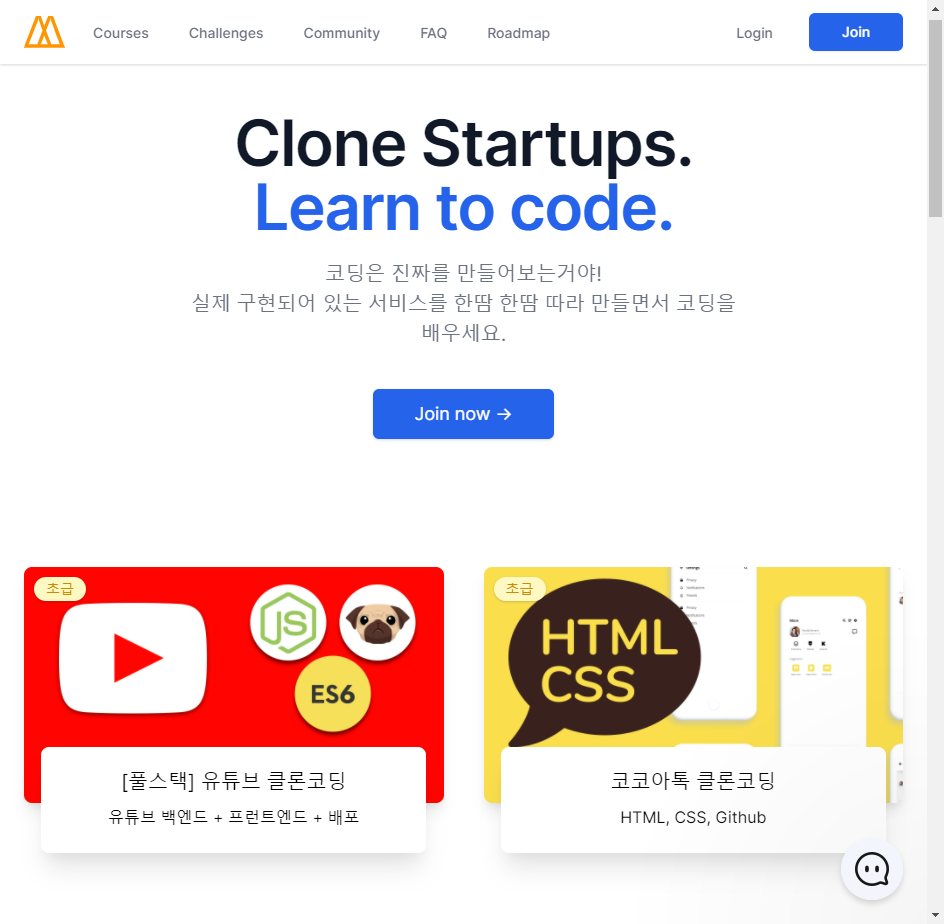 Courses
Challenges
Community
FAQ
Roadmap
Login
Join
Clone Startups.
Learn to code.
코딩은 진짜를 만들어보는거야!
실제 구현되어 있는 서비스를 한땀 한땀 따라 만들면서 코딩을
배우세요.
Join now →
초급
JS
ES6
[풀스택] 유튜브 클론코딩
유튜브 백엔드 + 프런트엔드 + 배포
초급
HTML
CSS
코코아톡 클론코딩
HTML, CSS, Github